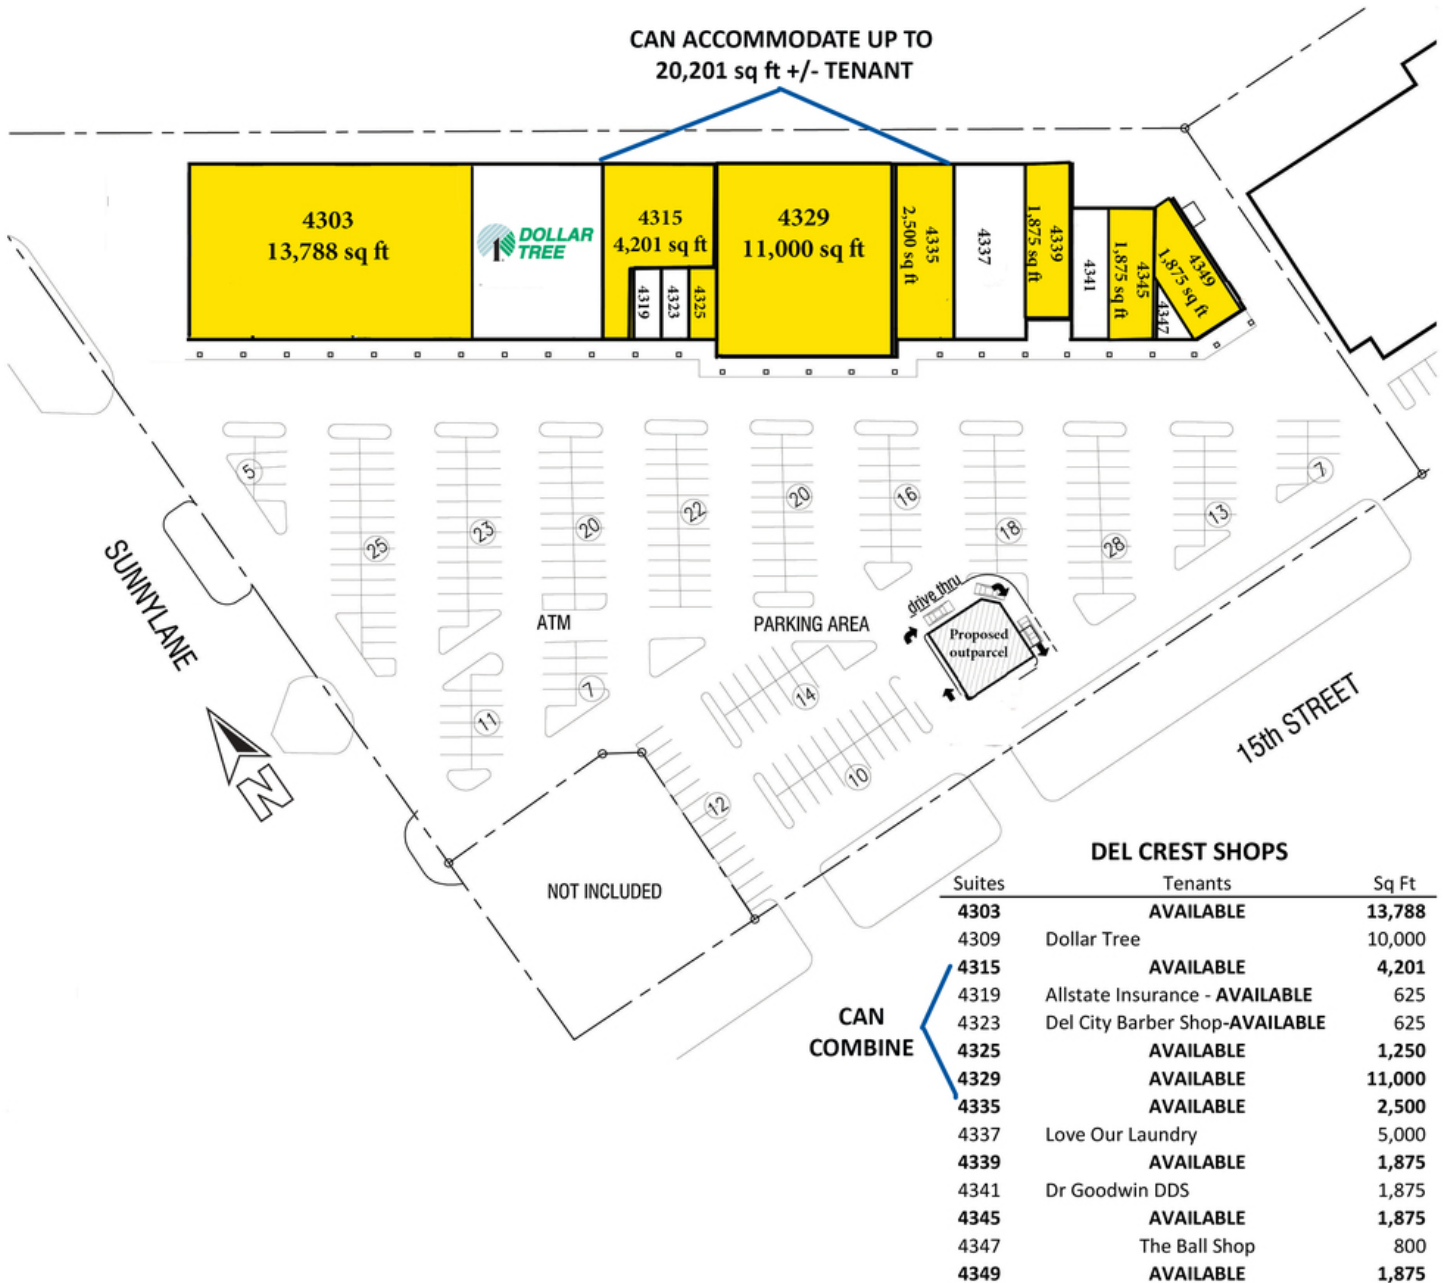 CAN ACCOMMODATE UP TO
20,201 sq ft +/- TENANT
4303
13,788 sq ft
1
DOLLAR
TREE
4315
4,201 sq ft
4319
4323
4325
4329
11,000 sq ft
4335
2,500 sq ft
4337
4339
1,875 sq ft
4341
4345
1,875 sq ft
4347
4349
1,875 sq ft
5
25
23
20
22
20
16
18
28
13
7
SUNNYLANE
ATM
PARKING AREA
drive thru
Proposed
outparcel
11
7
14
10
12
15th STREET
N
NOT INCLUDED
DEL CREST SHOPS
Suites Tenants Sq Ft
4303 AVAILABLE 13,788
4309 Dollar Tree 10,000
4315 AVAILABLE 4,201
4319 Allstate Insurance - AVAILABLE 625
4323 Del City Barber Shop-AVAILABLE 625
4325 AVAILABLE 1,250
4329 AVAILABLE 11,000
4335 AVAILABLE 2,500
4337 Love Our Laundry 5,000
4339 AVAILABLE 1,875
4341 Dr Goodwin DDS 1,875
4345 AVAILABLE 1,875
4347 The Ball Shop 800
4349 AVAILABLE 1,875
CAN
COMBINE